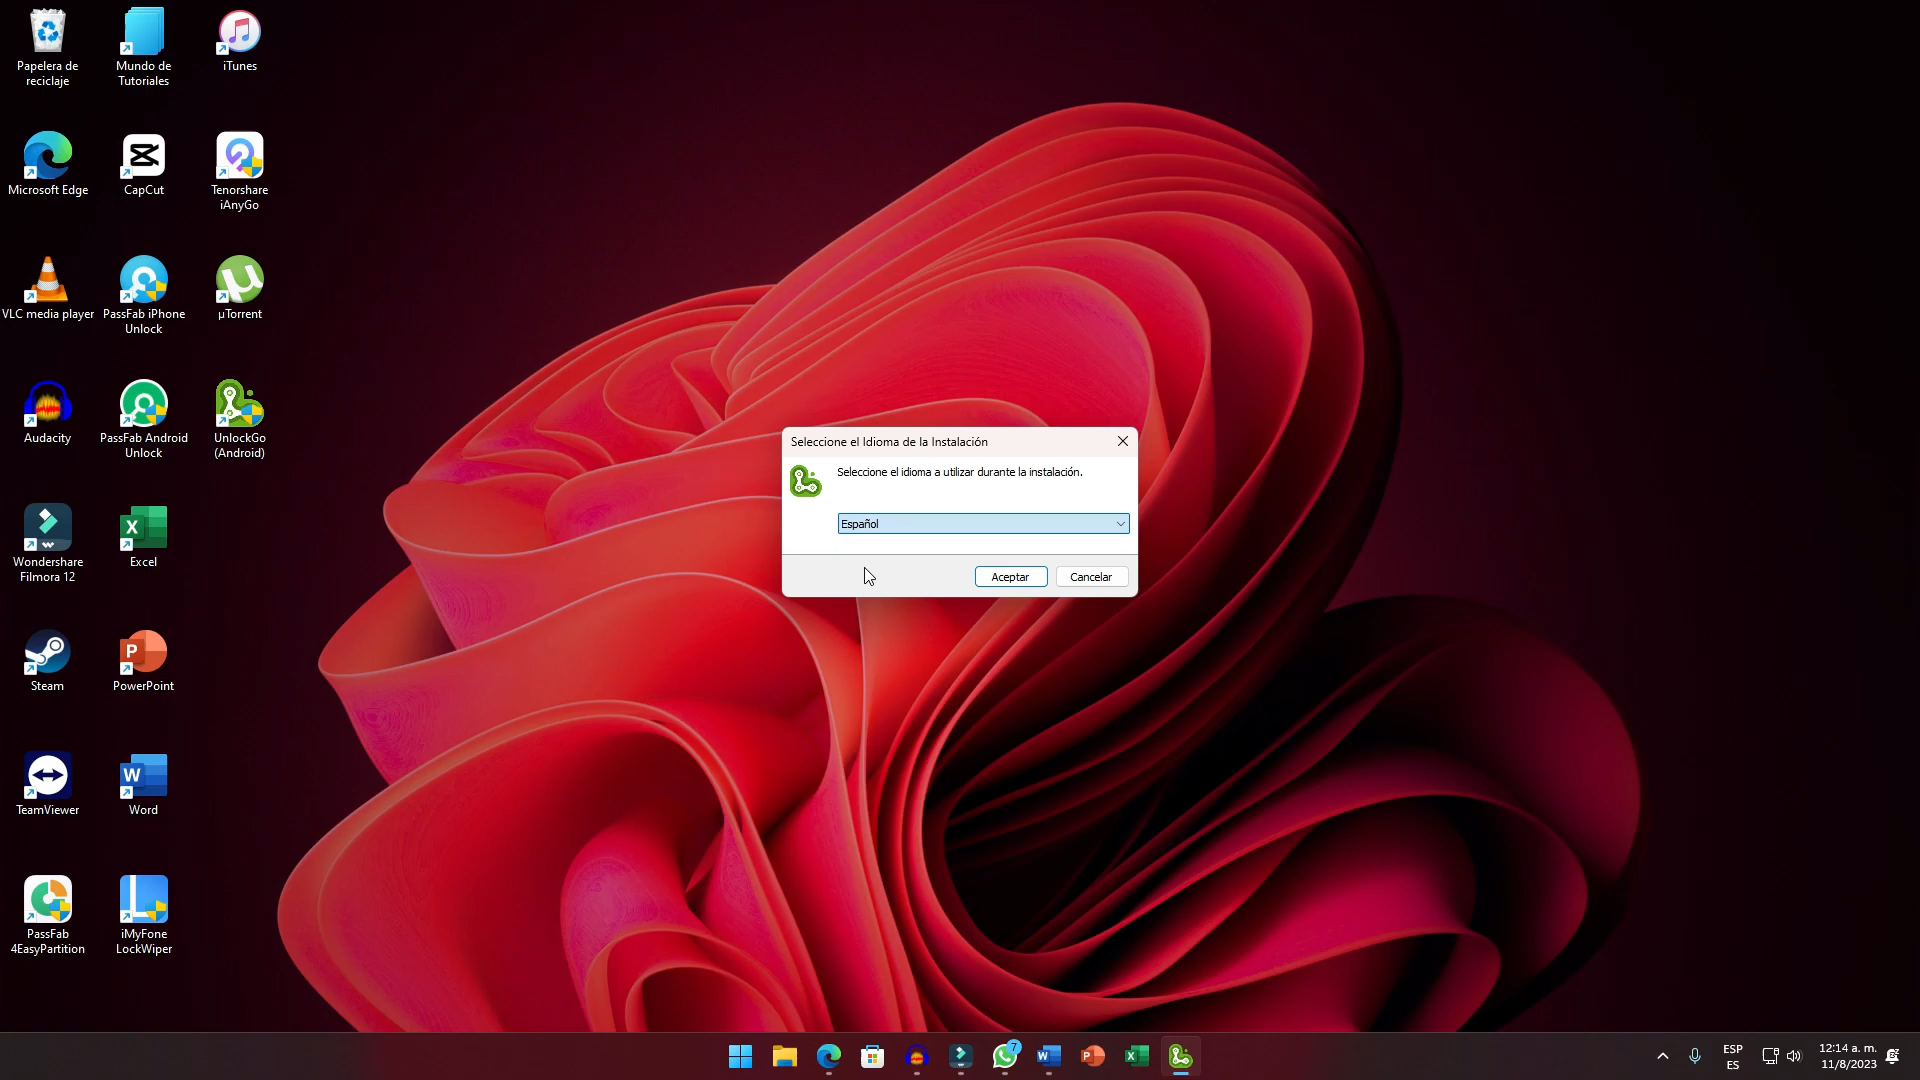 Papelera de
reciclaje
Mundo de
Tutoriales
iTunes
Microsoft Edge
CapCut
Tenorshare
iAnyGo
VLC media player
PassFab iPhone
Unlock
µTorrent
Audacity
PassFab Android
Unlock
UnlockGo
(Android)
Wondershare
Filmora 12
Excel
Steam
PowerPoint
TeamViewer
Word
PassFab
4EasyPartition
iMyFone
LockWiper
Seleccione el Idioma de la Instalación
Seleccione el idioma a utilizar durante la instalación.
Español
Aceptar
Cancelar
7
ESP
ES
12:14 a. m.
11/8/2023